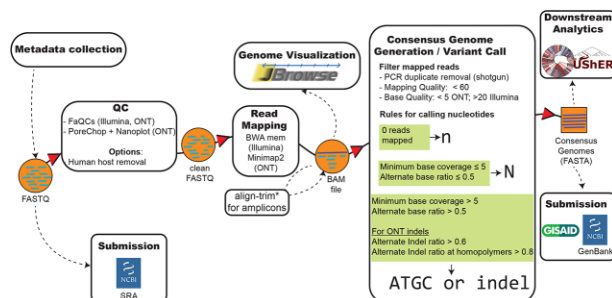 Metadata collection
QC
- FaQCs (Illumina, ONT)
- PoreChop + Nanoplot (ONT)
Options:
Human host removal
FASTQ
Submission
NCBI
SRA
clean
FASTQ
Genome Visualization
JBrowse
Read
Mapping
BWA mem
(Illumina)
Minimap2
(ONT)
align-trim*
for amplicons
BAM
file
Consensus Genome
Generation / Variant Call
Filter mapped reads
- PCR duplicate removal (shotgun)
- Mapping Quality: < 60
- Base Quality: < 5 ONT; >20 Illumina
Rules for calling nucleotides
0 reads
mapped
n
Minimum base coverage ≤ 5
Alternate base ratio ≤ 0.5
N
Minimum base coverage > 5
Alternate base ratio > 0.5
For ONT indels
Alternate Indel ratio > 0.6
Alternate Indel ratio at homopolymers > 0.8
ATGC or indel
Downstream
Analytics
UShER
Consensus
Genomes
(FASTA)
Submission
GISAID
NCBI
GenBank